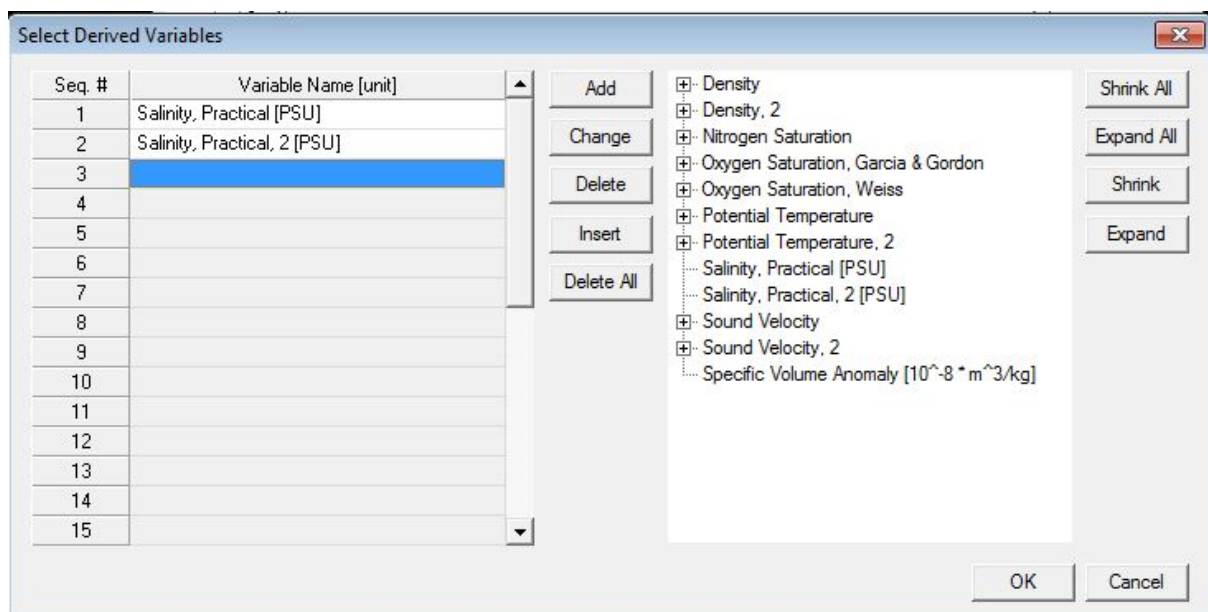 Select Derived Variables
Seq. # Variable Name [unit]
1 Salinity, Practical [PSU]
2 Salinity, Practical, 2 [PSU]
3
4
5
6
7
8
9
10
11
12
13
14
15
Add
Change
Delete
Insert
Delete All
Density
Density, 2
Nitrogen Saturation
Oxygen Saturation, Garcia & Gordon
Oxygen Saturation, Weiss
Potential Temperature
Potential Temperature, 2
Salinity, Practical [PSU]
Salinity, Practical, 2 [PSU]
Sound Velocity
Sound Velocity, 2
Specific Volume Anomaly [10^-8 * m^3/kg]
Shrink All
Expand All
Shrink
Expand
OK
Cancel